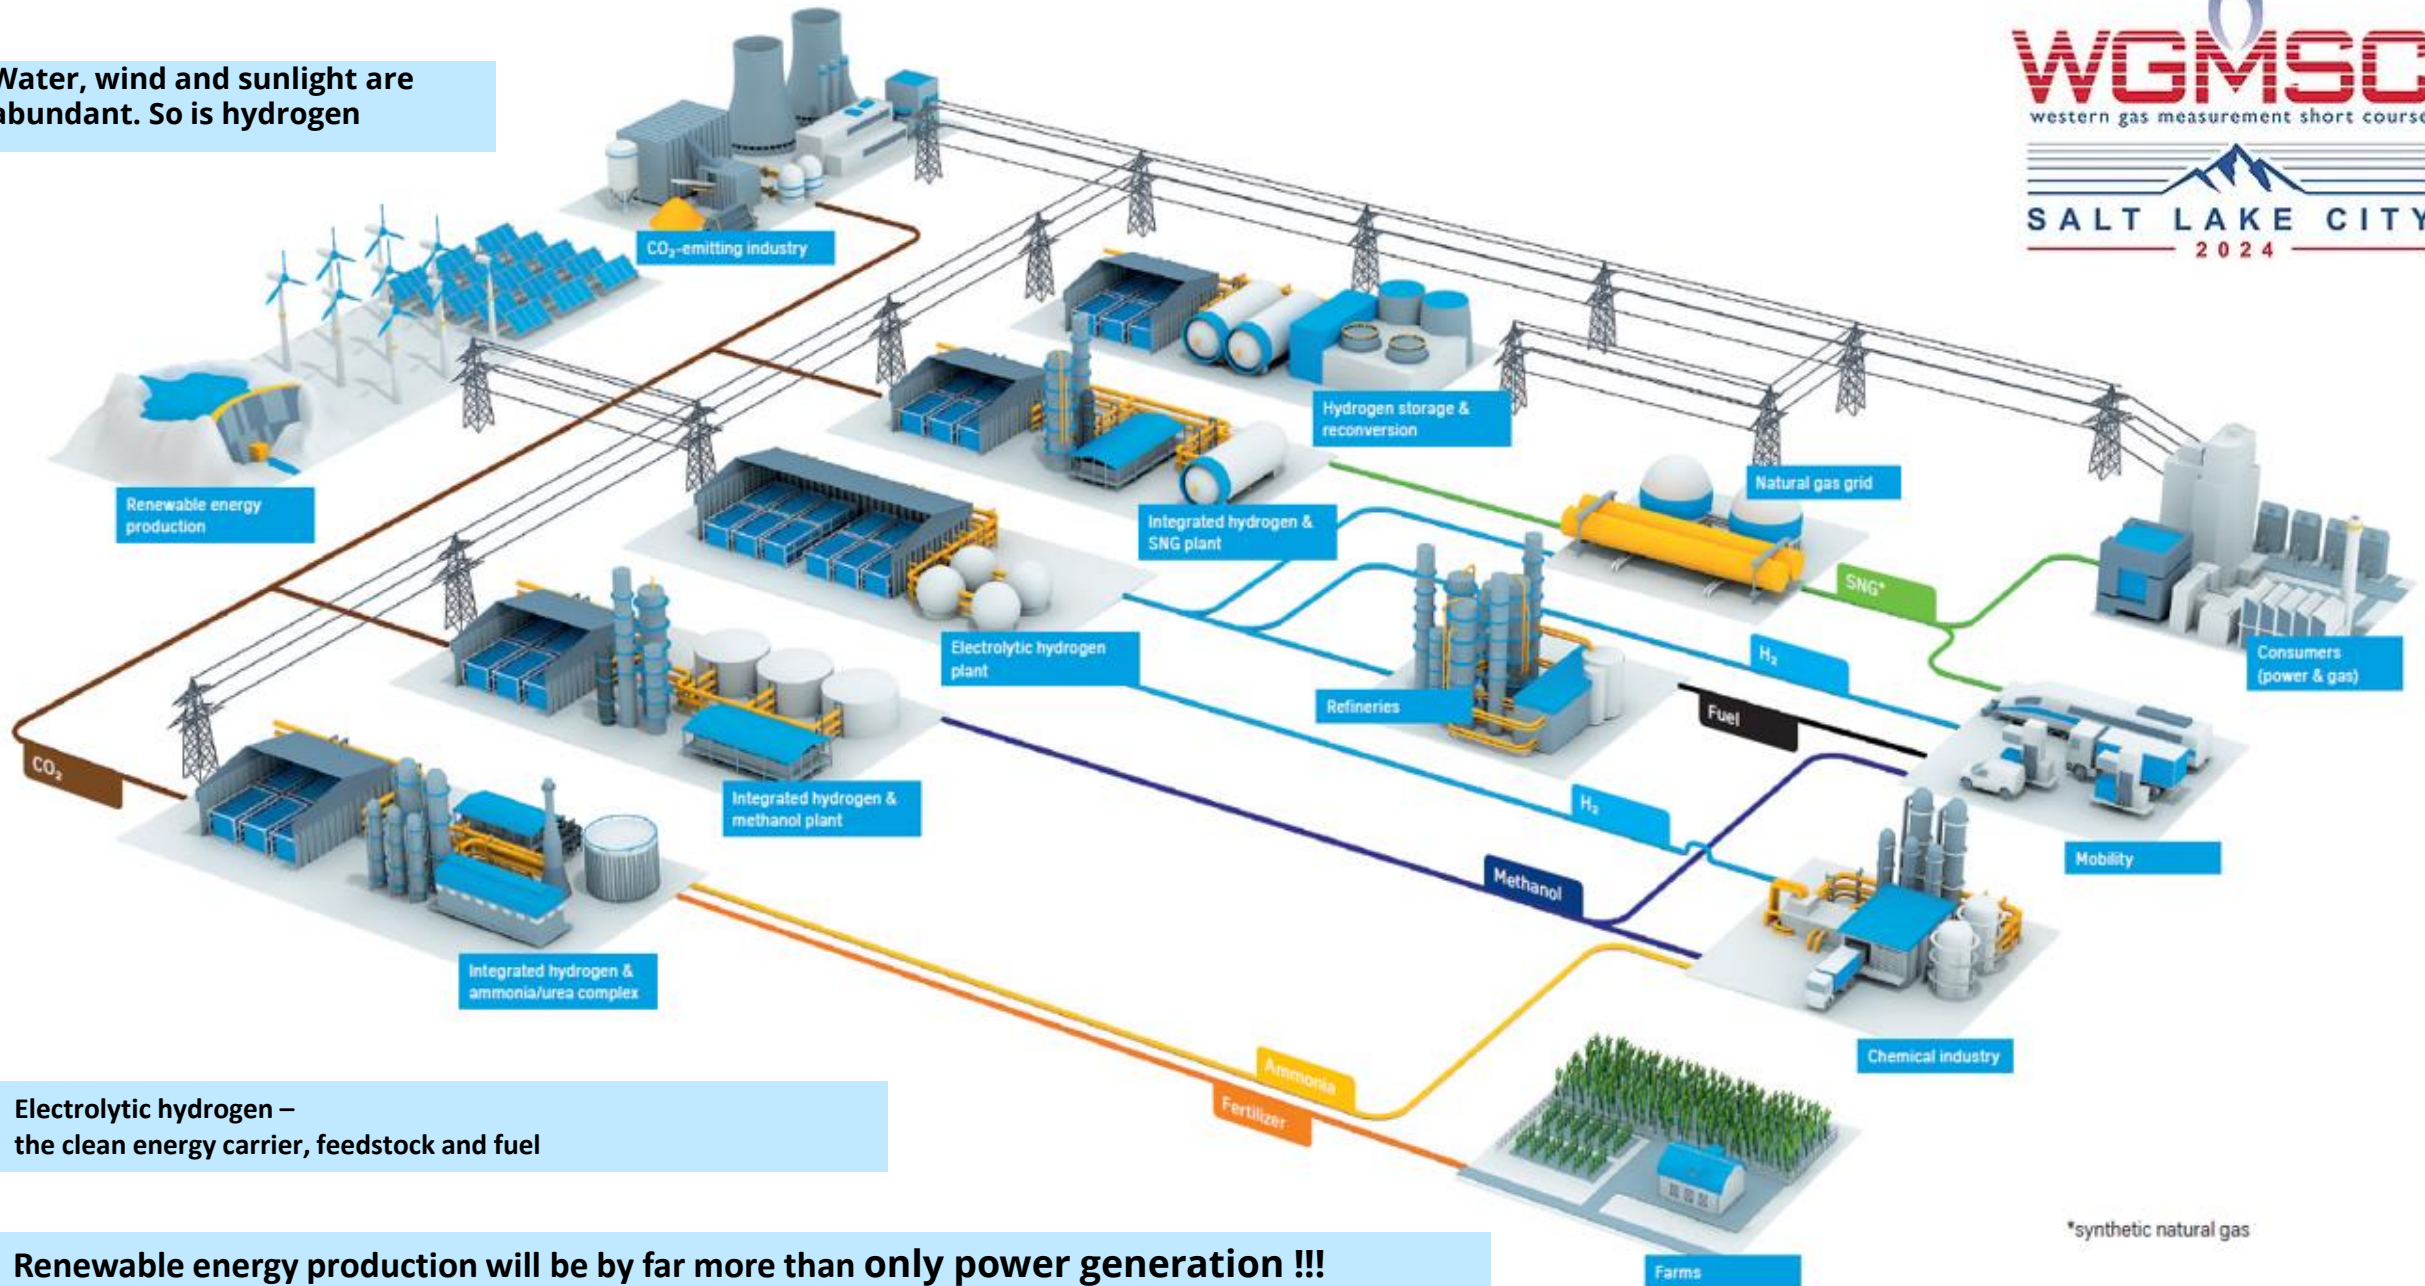 Water, wind and sunlight are
abundant. So is hydrogen
WGMSC
western gas measurement short course
SALT LAKE CITY
2024
CO₂-emitting industry
Renewable energy
production
Hydrogen storage &
reconversion
Natural gas grid
Integrated hydrogen &
SNG plant
SNG*
Electrolytic hydrogen
plant
H₂
Consumers
(power & gas)
Refineries
Fuel
CO₂
Integrated hydrogen &
methanol plant
H₂
Mobility
Methanol
Integrated hydrogen &
ammonia/urea complex
Chemical industry
Ammonia
Fertilizer
Electrolytic hydrogen –
the clean energy carrier, feedstock and fuel
*synthetic natural gas
Renewable energy production will be by far more than only power generation !!!
Farms